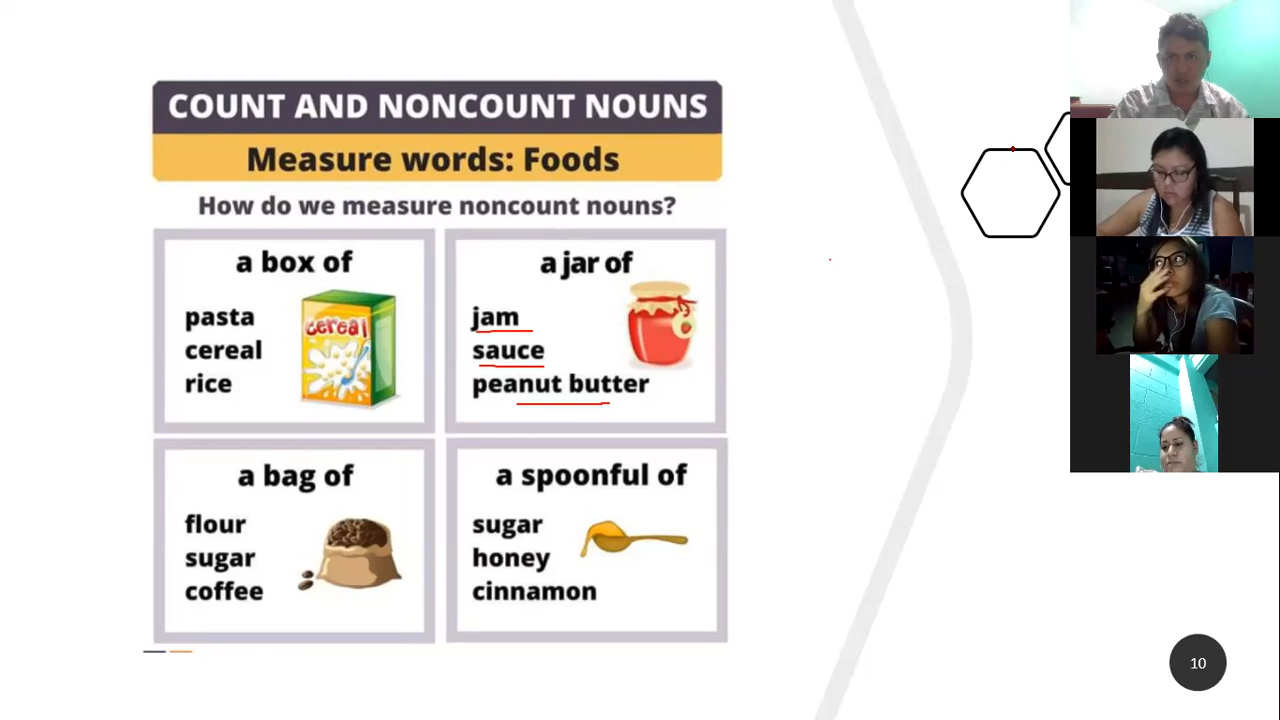 COUNT AND NONCOUNT NOUNS
Measure words: Foods
How do we measure noncount nouns?
a box of
pasta
cereal
rice
cereal
a jar of
jam
sauce
peanut butter
a bag of
flour
sugar
coffee
a spoonful of
sugar
honey
cinnamon
10